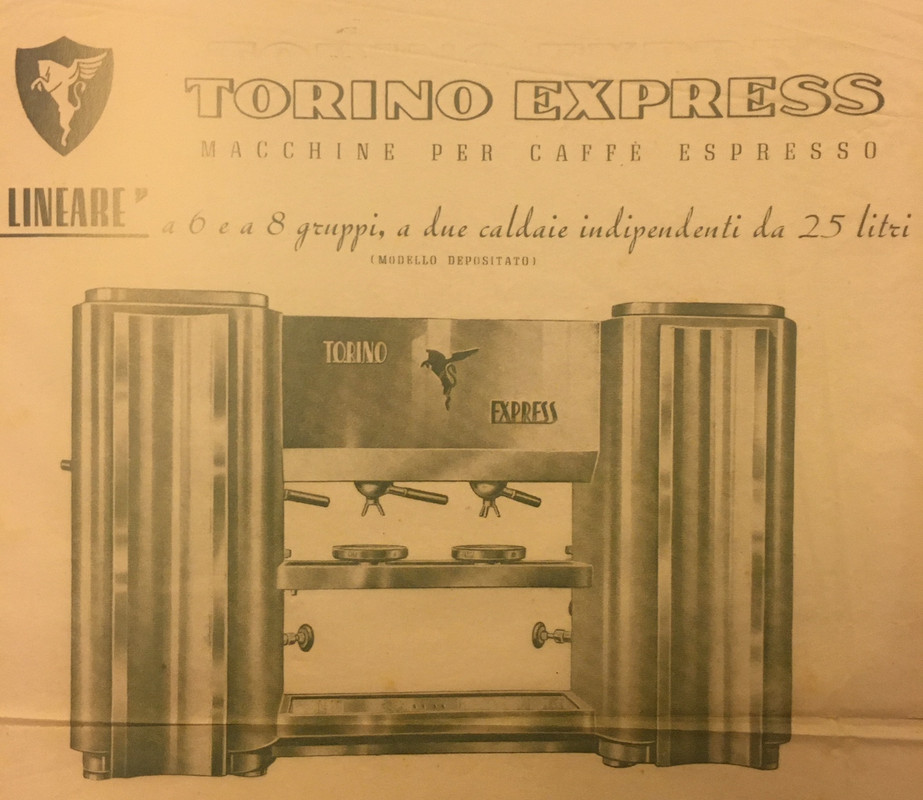 TORINO EXPRESS
MACCHINE PER CAFFÈ ESPRESSO
LINEARE" a 6 e a 8 gruppi, a due caldaie indipendenti da 25 litri
(MODELLO DEPOSITATO)
TORINO
EXPRESS